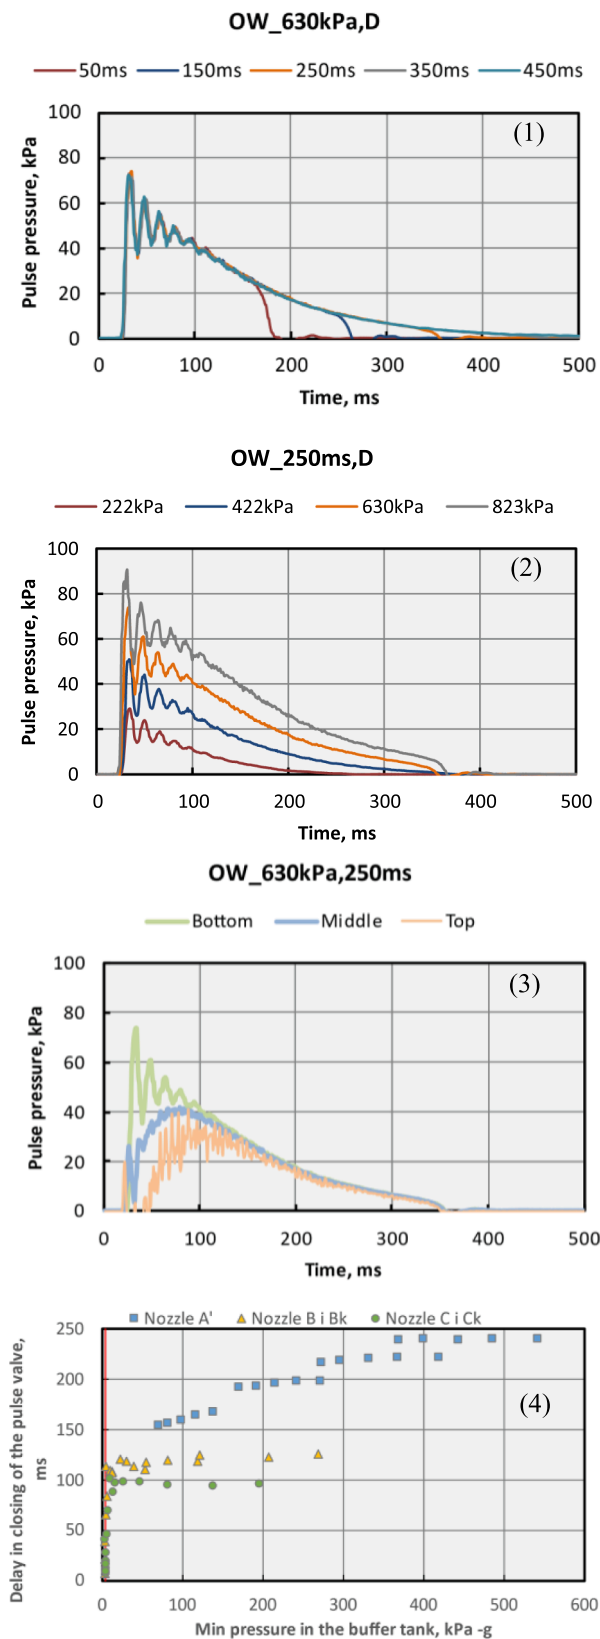 OW_630kPa,D
50ms 150ms 250ms 350ms 450ms
100
80
60
40
20
0
Pulse pressure, kPa
(1)
0 100 200 300 400 500
Time, ms
OW_250ms,D
222kPa 422kPa 630kPa 823kPa
100
80
60
40
20
0
Pulse pressure, kPa
(2)
0 100 200 300 400 500
Time, ms
OW_630kPa,250ms
Bottom Middle Top
100
80
60
40
20
0
Pulse pressure, kPa
(3)
0 100 200 300 400 500
Time, ms
Nozzle A' Nozzle B i Bk Nozzle C i Ck
250
200
150
100
50
0
Delay in closing of the pulse valve,
ms
(4)
0 100 200 300 400 500 600
Min pressure in the buffer tank, kPa -g